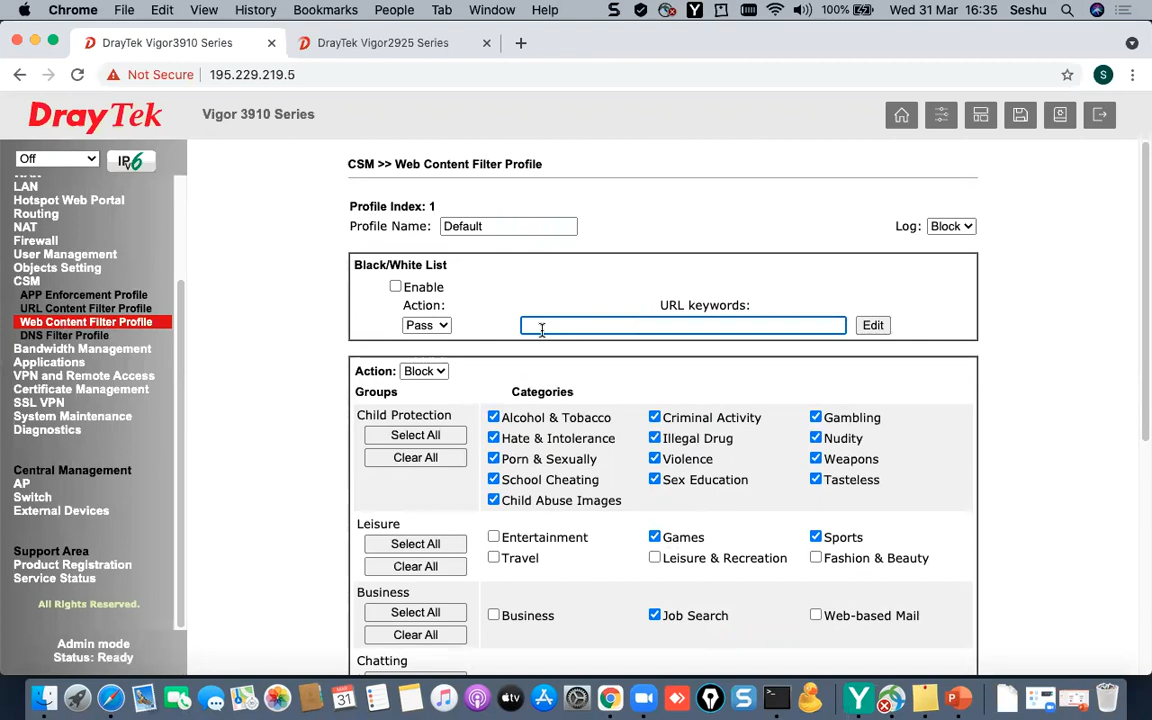 Chrome File Edit View History Bookmarks People Tab Window Help 100% Wed 31 Mar 16:35 Seshu
DrayTek Vigor3910 Series DrayTek Vigor2925 Series
Not Secure 195.229.219.5 S
DrayTek Vigor 3910 Series
Off IPv6
LAN
Hotspot Web Portal
Routing
NAT
Firewall
User Management
Objects Setting
CSM
APP Enforcement Profile
URL Content Filter Profile
Web Content Filter Profile
DNS Filter Profile
Bandwidth Management
Applications
VPN and Remote Access
Certificate Management
SSL VPN
System Maintenance
Diagnostics
Central Management
AP
Switch
External Devices
Support Area
Product Registration
Service Status
All Rights Reserved.
Admin mode
Status: Ready
CSM >> Web Content Filter Profile
Profile Index: 1
Profile Name: Default Log: Block
Black/White List
Enable
Action: URL keywords:
Pass Edit
Action: Block
Groups Categories
Child Protection
Select All
Clear All
Alcohol & Tobacco Criminal Activity Gambling
Hate & Intolerance Illegal Drug Nudity
Porn & Sexually Violence Weapons
School Cheating Sex Education Tasteless
Child Abuse Images
Leisure
Select All
Clear All
Entertainment Games Sports
Travel Leisure & Recreation Fashion & Beauty
Business
Select All
Clear All
Business Job Search Web-based Mail
Chatting